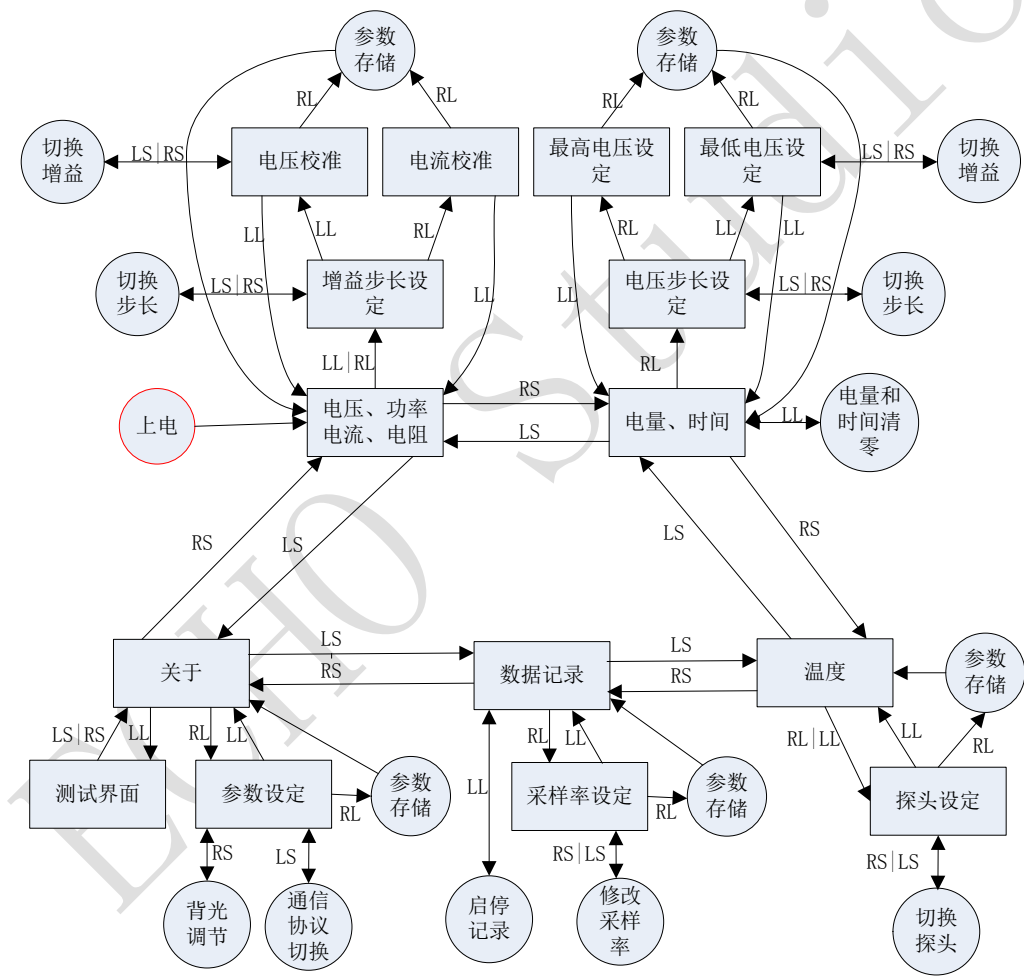 参数
存储
参数
存储
RL
RL
RL
RL
切换
增益
LS|RS
电压校准
电流校准
最高电压设
定
最低电压设
定
LS|RS
切换
增益
LL
LL
RL
RL
LL
LL
切换
步长
LS|RS
增益步长设
定
LL
LL
电压步长设
定
LS|RS
切换
步长
LL|RL
RL
上电
电压、功率
电流、电阻
RS
LS
电量、时间
LL
电量和
时间清
零
RS
LS
LS
RS
关于
LS
RS
数据记录
LS
RS
温度
参数
存储
LS|RS
LL
RL
LL
RL
LL
RL|LL
LL
RL
测试界面
参数设定
RL
参数
存储
LL
采样率设定
RL
参数
存储
探头设定
RS
LS
RS|LS
RS|LS
背光
调节
通信
协议
切换
启停
记录
修改
采样
率
切换
探头
ECHO Studio